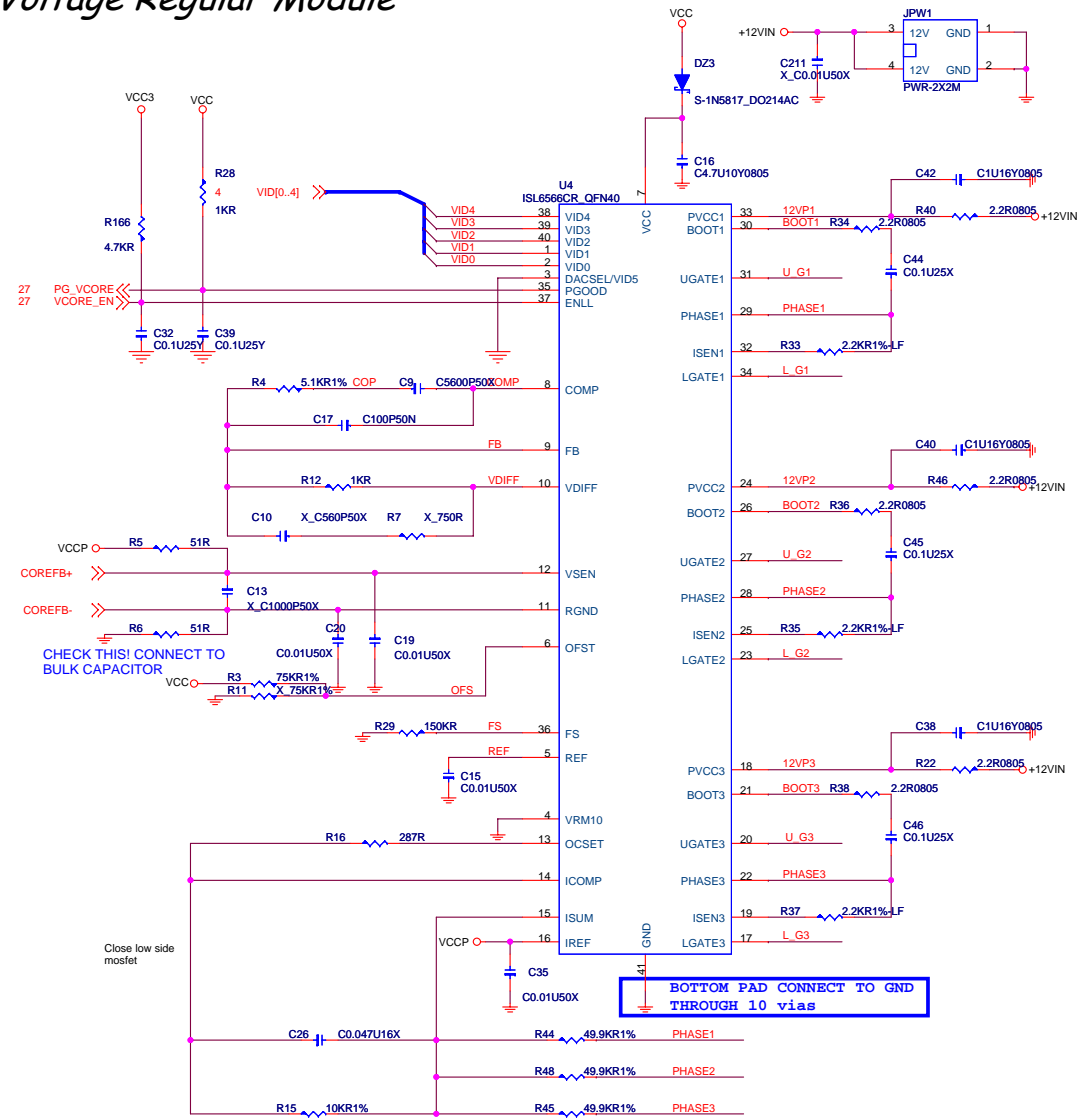 Voltage Regular Module
VCC
DZ3
S-1N5817_DO214AC
C16
C4.7U10Y0805
+12VIN
C211
X_C0.01U50X
JPW1
3 12V GND 1
4 12V GND 2
PWR-2X2M
VCC3
VCC
R28
4
1KR
R166
4.7KR
VID[0..4]
U4
ISL6566CR_QFN40
7
VCC
VID4 38 VID4
VID3 39 VID3
VID2 40 VID2
VID1 1 VID1
VID0 2 VID0
3 DACSEL/VID5
27 PG_VCORE 35 PGOOD
27 VCORE_EN 37 ENLL
C32
C0.1U25Y
C39
C0.1U25Y
R4 5.1KR1% COP C9 C5600P50X COMP 8 COMP
C17 C100P50N
FB 9 FB
R12 1KR VDIFF 10 VDIFF
C10 X_C560P50X R7 X_750R
VCCP R5 51R
COREFB+ 12 VSEN
C13
X_C1000P50X
COREFB- 11 RGND
R6 51R
C20
C0.01U50X
C19
C0.01U50X
6 OFST
CHECK THIS! CONNECT TO
BULK CAPACITOR
VCC R3 75KR1%
R11 X_75KR1% OFS
R29 150KR FS 36 FS
REF 5 REF
C15
C0.01U50X
4 VRM10
R16 287R 13 OCSET
14 ICOMP
15 ISUM
VCCP 16 IREF
C35
C0.01U50X
Close low side
mosfet
GND
41
BOTTOM PAD CONNECT TO GND
THROUGH 10 vias
C26 C0.047U16X
R44 49.9KR1% PHASE1
R48 49.9KR1% PHASE2
R15 10KR1%
R45 49.9KR1% PHASE3
C42 C1U16Y0805
PVCC1 33 12VP1 R40 2.2R0805 +12VIN
BOOT1 30 BOOT1 R34 2.2R0805
C44
C0.1U25X
UGATE1 31 U_G1
PHASE1 29 PHASE1
ISEN1 32 R33 2.2KR1%-LF
LGATE1 34 L_G1
C40 C1U16Y0805
PVCC2 24 12VP2 R46 2.2R0805 +12VIN
BOOT2 26 BOOT2 R36 2.2R0805
C45
C0.1U25X
UGATE2 27 U_G2
PHASE2 28 PHASE2
ISEN2 25 R35 2.2KR1%-LF
LGATE2 23 L_G2
C38 C1U16Y0805
PVCC3 18 12VP3 R22 2.2R0805 +12VIN
BOOT3 21 BOOT3 R38 2.2R0805
C46
C0.1U25X
UGATE3 20 U_G3
PHASE3 22 PHASE3
ISEN3 19 R37 2.2KR1%-LF
LGATE3 17 L_G3